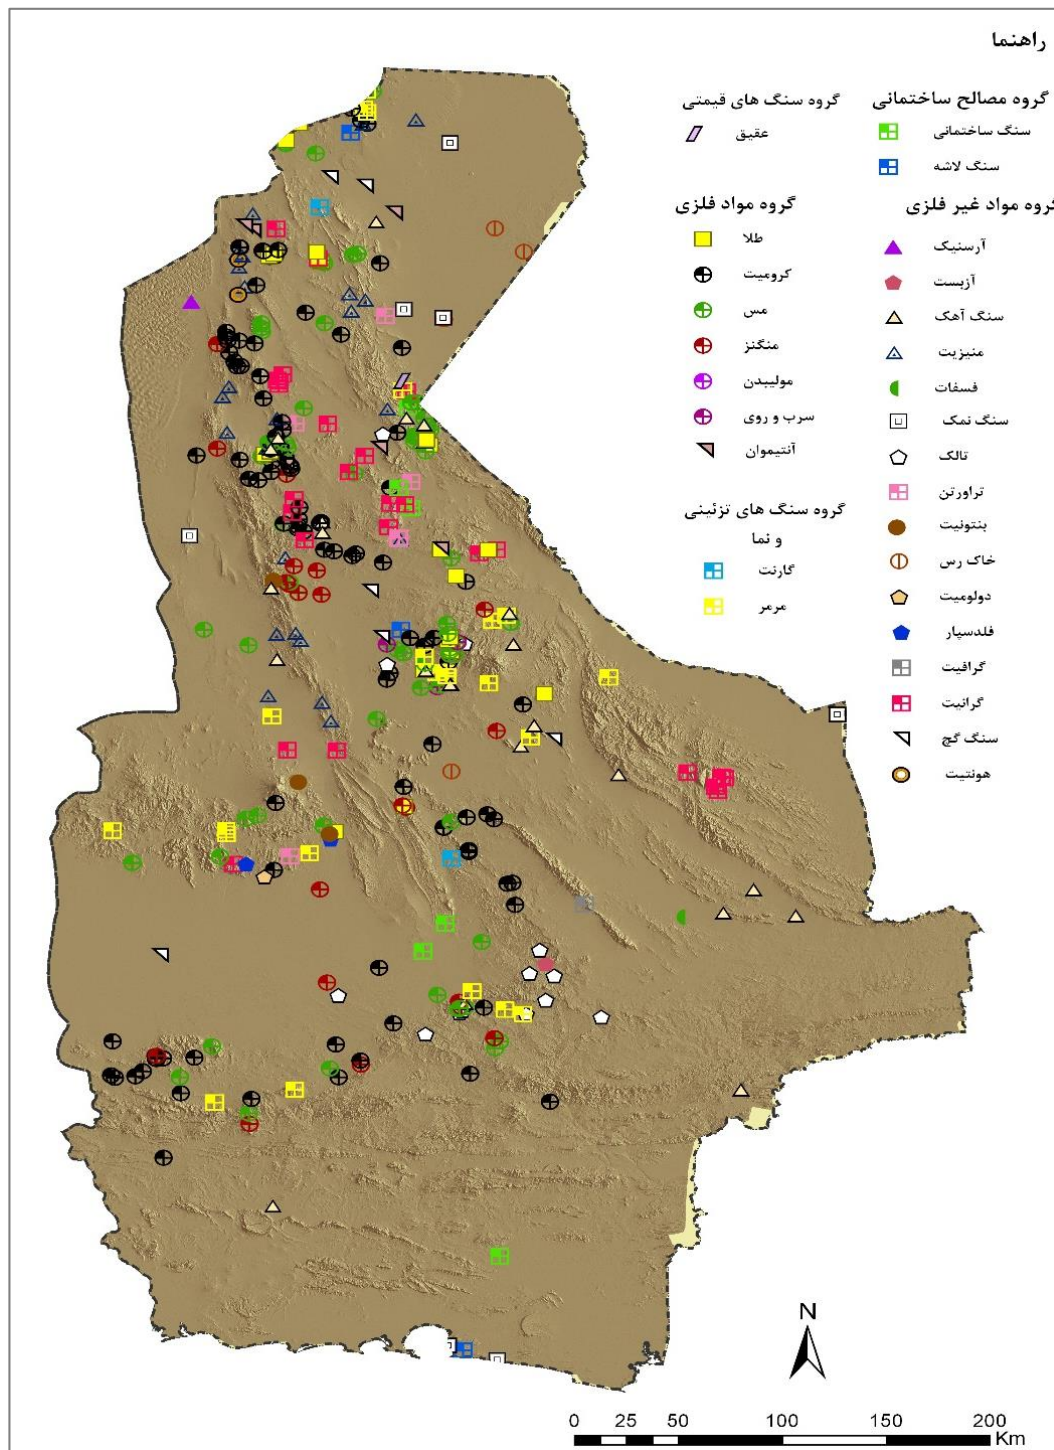 راهنما
گروه مصالح ساختمانی
سنگ ساختمانی
سنگ لاشه
گروه مواد غیر فلزی
آرسنیک
آزبست
سنگ آهک
منیزیت
فسفات
سنگ نمک
تالک
تراورتن
بنتونیت
خاک رس
دولومیت
فلدسپار
گرافیت
گرانیت
سنگ گچ
هونتیت
گروه سنگ های قیمتی
عقیق
گروه مواد فلزی
طلا
کرومیت
مس
منگنز
مولیبدن
سرب و روی
آنتیموان
گروه سنگ های تزئینی
و نما
گارنت
مرمر
N
0 25 50 100 150 200
Km